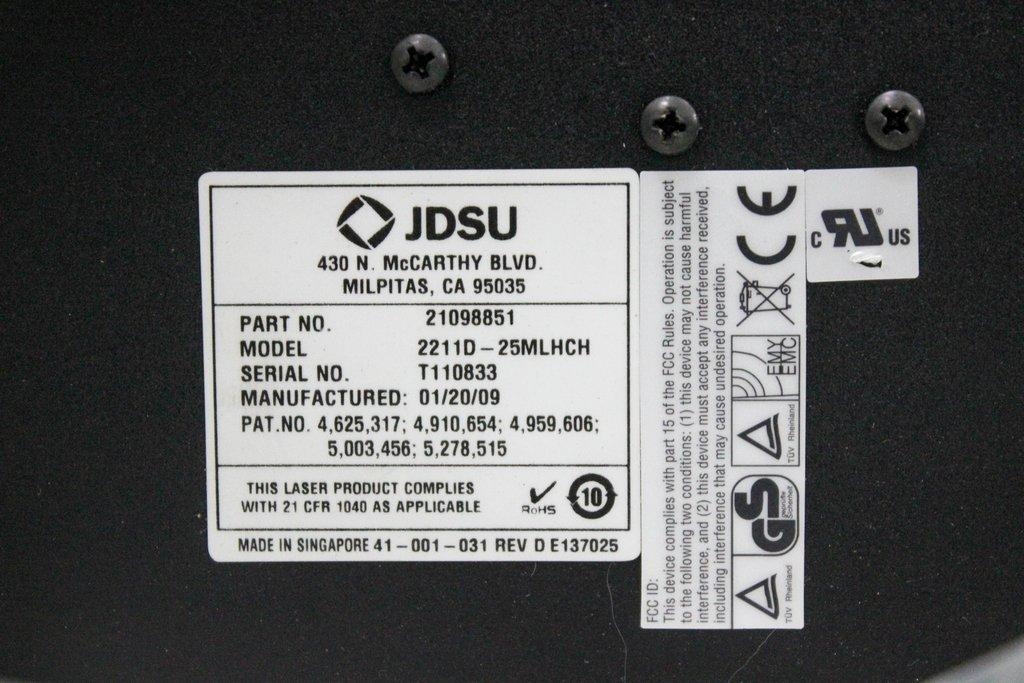 JDSU
430 N. McCARTHY BLVD.
MILPITAS, CA 95035
PART NO. 21098851
MODEL 2211D-25MLHCH
SERIAL NO. T110833
MANUFACTURED: 01/20/09
PAT.NO. 4,625,317; 4,910,654; 4,959,606;
5,003,456; 5,278,515
THIS LASER PRODUCT COMPLIES
WITH 21 CFR 1040 AS APPLICABLE
RoHS
10
MADE IN SINGAPORE 41-001-031 REV D E137025
FCC ID:
This device complies with part 15 of the FCC Rules. Operation is subject
to the following two conditions: (1) this device may not cause harmful
interference, and (2) this device must accept any interference received,
including interference that may cause undesired operation.
TÜV Rheinland
GS
geprüfte
Sicherheit
TÜV Rheinland
EMV
EMC
CE
c RU® US